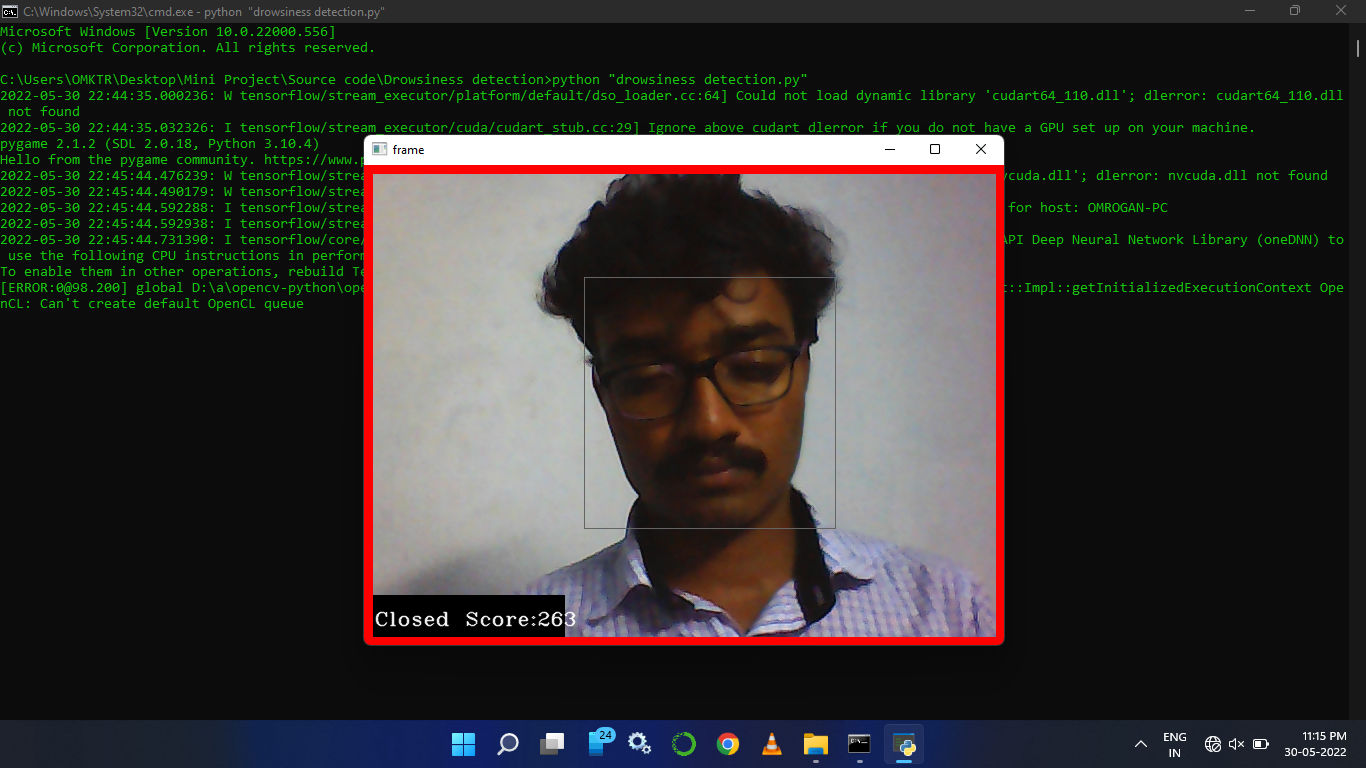 C:\Windows\System32\cmd.exe - python "drowsiness detection.py"
Microsoft Windows [Version 10.0.22000.556]
(c) Microsoft Corporation. All rights reserved.
C:\Users\OMKTR\Desktop\Mini Project\Source code\Drowsiness detection>python "drowsiness detection.py"
2022-05-30 22:44:35.000236: W tensorflow/stream_executor/platform/default/dso_loader.cc:64] Could not load dynamic library 'cudart64_110.dll'; dlerror: cudart64_110.dll
not found
2022-05-30 22:44:35.032326: I tensorflow/stream_executor/cuda/cudart_stub.cc:29] Ignore above cudart dlerror if you do not have a GPU set up on your machine.
pygame 2.1.2 (SDL 2.0.18, Python 3.10.4)
Hello from the pygame community. https://www.
2022-05-30 22:45:44.476239: W tensorflow/strea vcuda.dll'; dlerror: nvcuda.dll not found
2022-05-30 22:45:44.490179: W tensorflow/strea
2022-05-30 22:45:44.592288: I tensorflow/strea for host: OMROGAN-PC
2022-05-30 22:45:44.592938: I tensorflow/strea
2022-05-30 22:45:44.731390: I tensorflow/core/ API Deep Neural Network Library (oneDNN) to
use the following CPU instructions in perform
To enable them in other operations, rebuild Te
[ERROR:0@98.200] global D:\a\opencv-python\ope ::Impl::getInitializedExecutionContext Ope
nCL: Can't create default OpenCL queue
frame
Closed Score:263
24
ENG
IN
11:15 PM
30-05-2022